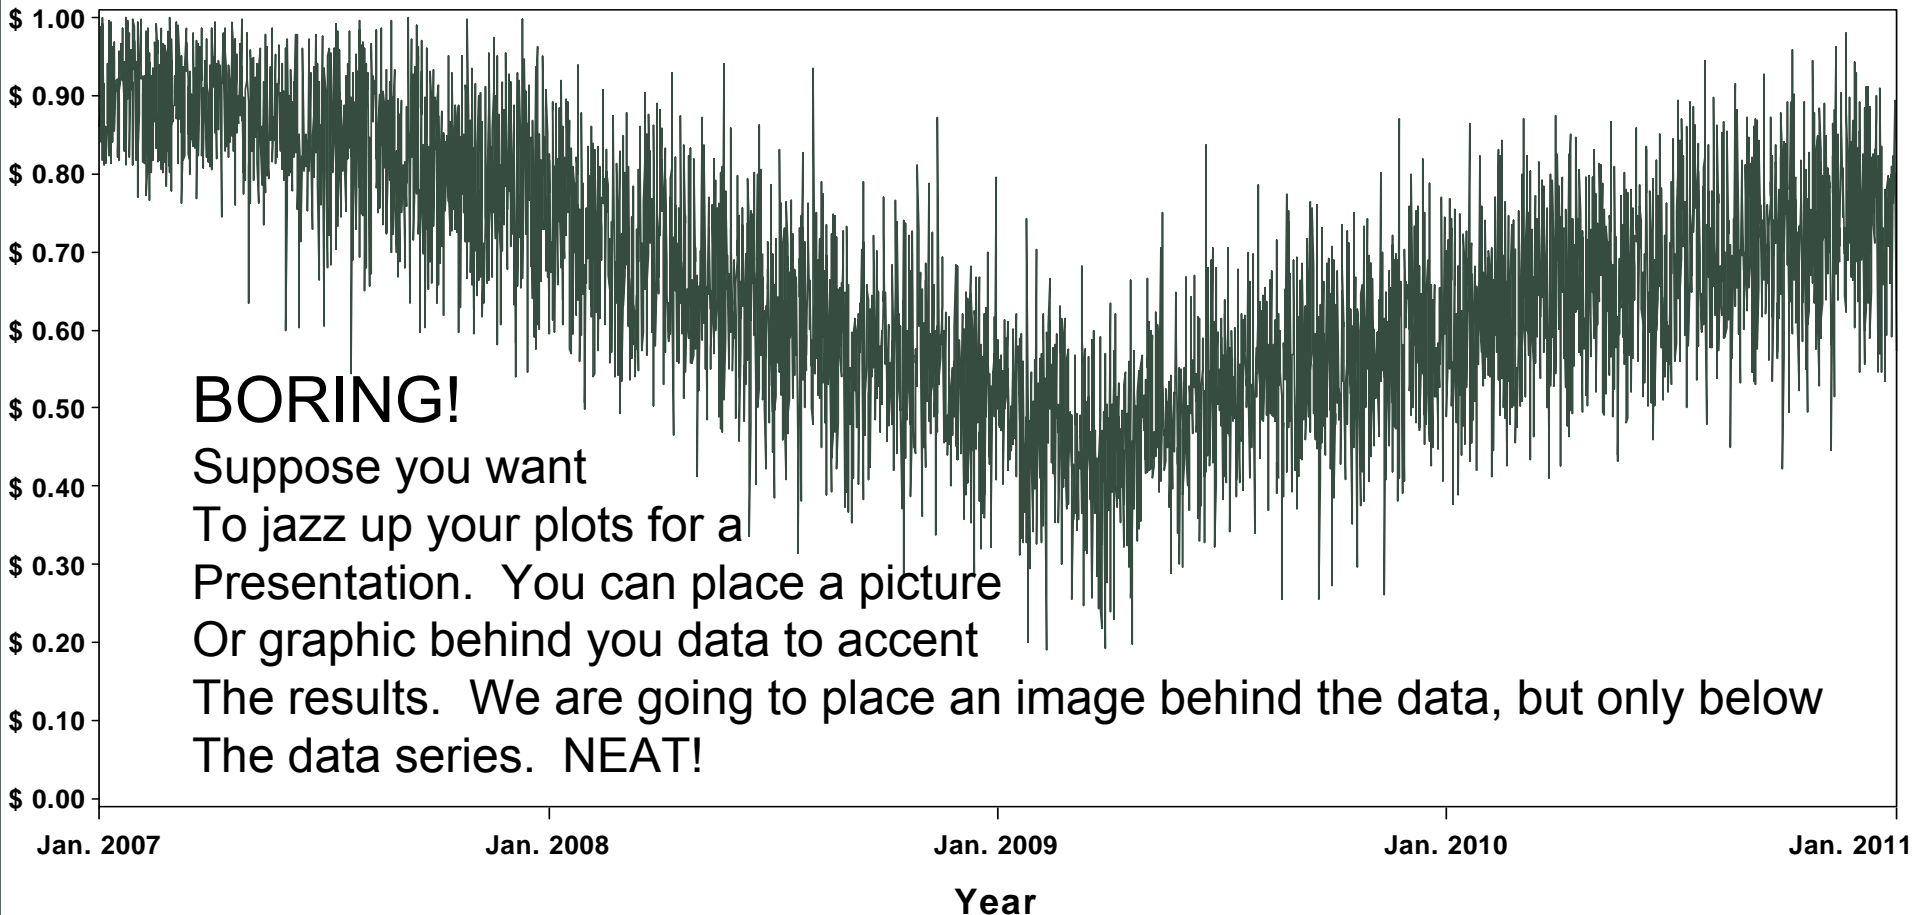 $ 1.00
$ 0.90
$ 0.80
$ 0.70
$ 0.60
$ 0.50
$ 0.40
$ 0.30
$ 0.20
$ 0.10
$ 0.00
BORING!
Suppose you want
To jazz up your plots for a
Presentation.  You can place a picture
Or graphic behind you data to accent
The results.  We are going to place an image behind the data, but only below
The data series.  NEAT!
Jan. 2007 Jan. 2008 Jan. 2009 Jan. 2010 Jan. 2011
Year